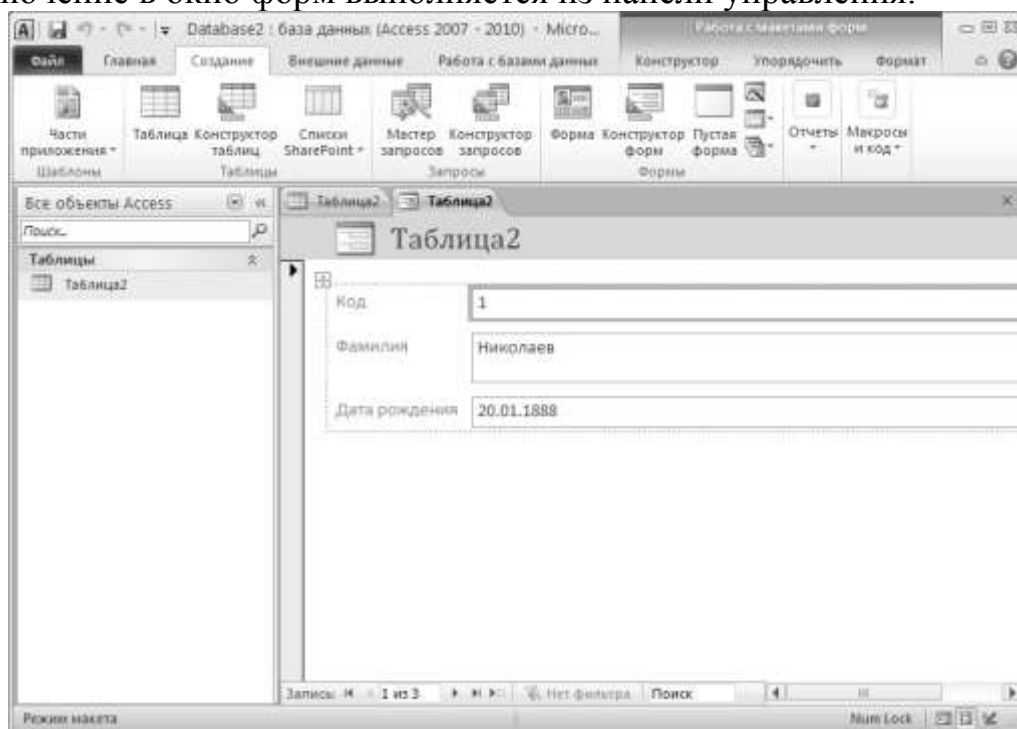 лючение в окно форм выполняется из панели управления.
Database2 : база данных (Access 2007 - 2010) - Micro... Работа с макетами форм
Файл Главная Создание Внешние данные Работа с базами данных Конструктор Упорядочить Формат
Части приложения Таблица Конструктор таблиц Списки SharePoint Мастер запросов Конструктор запросов Форма Конструктор форм Пустая форма Отчеты Макросы и код
Шаблоны Таблицы Запросы Формы
Все объекты Access
Поиск...
Таблицы
Таблица2
Таблица2 Таблица2
Таблица2
Код 1
Фамилия Николаев
Дата рождения 20.01.1888
Записи: 1 из 3 Нет фильтра Поиск
Режим макета Num Lock